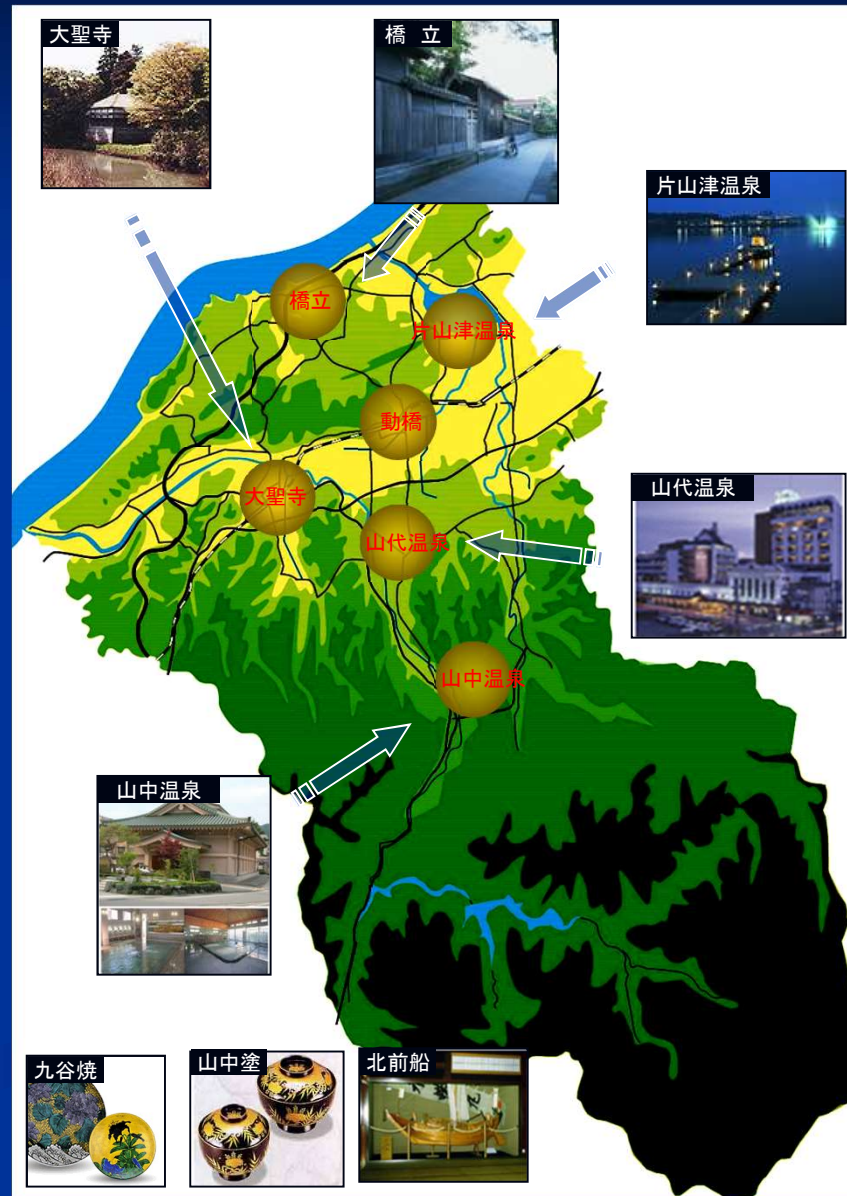 大聖寺
橋 立
片山津温泉
橋立
片山津温泉
動橋
大聖寺
山代温泉
山代温泉
山中温泉
山中温泉
九谷焼
山中塗
北前船